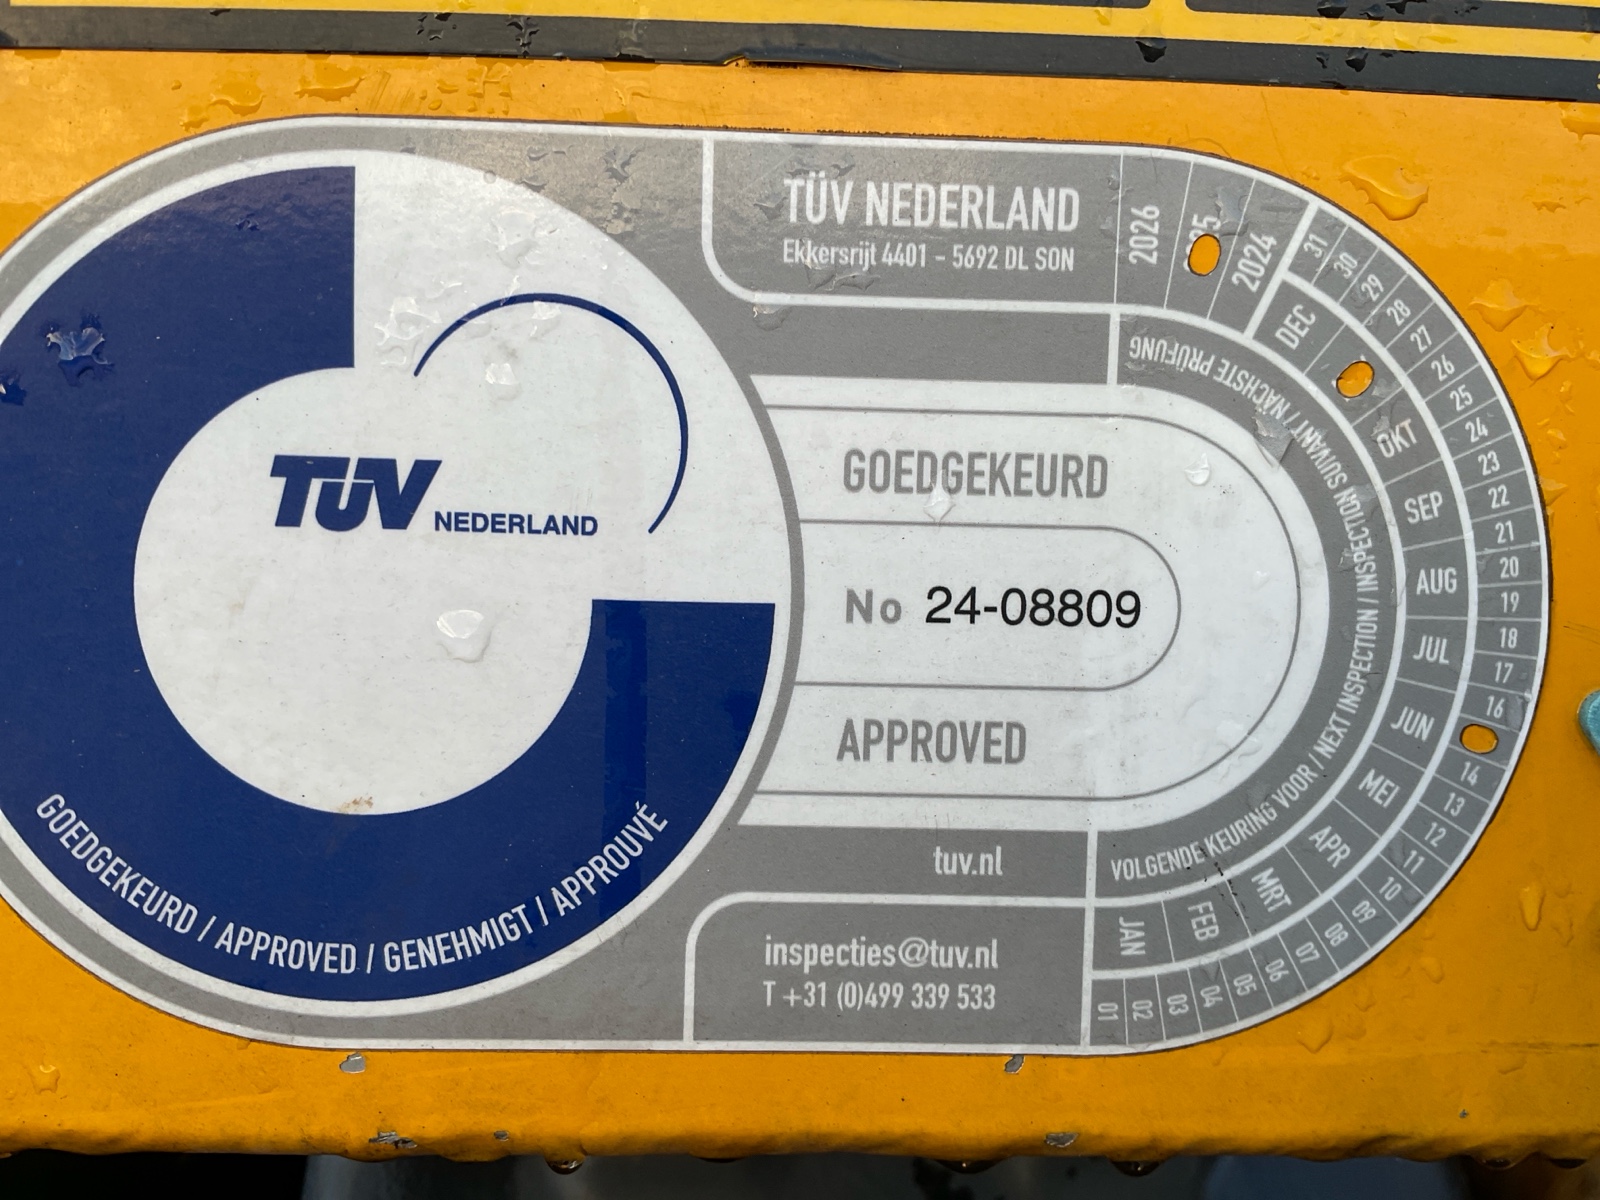 TÜV NEDERLAND
Ekkersrijt 4401 - 5692 DL SON
TÜV NEDERLAND
GOEDGEKEURD / APPROVED / GENEHMIGT / APPROUVÉ
GOEDGEKEURD
No 24-08809
APPROVED
tuv.nl
inspecties@tuv.nl
T +31 (0)499 339 533
VOLGENDE KEURING VOOR / NEXT INSPECTION / INSPECTION SUIVANT / NÄCHSTE PRÜFUNG
2026
2024
JAN
FEB
MRT
APR
MEI
JUN
JUL
AUG
SEP
OKT
DEC
01
02
03
04
05
06
07
08
09
10
11
12
13
14
16
17
18
19
20
21
22
23
24
25
26
27
28
29
30
31